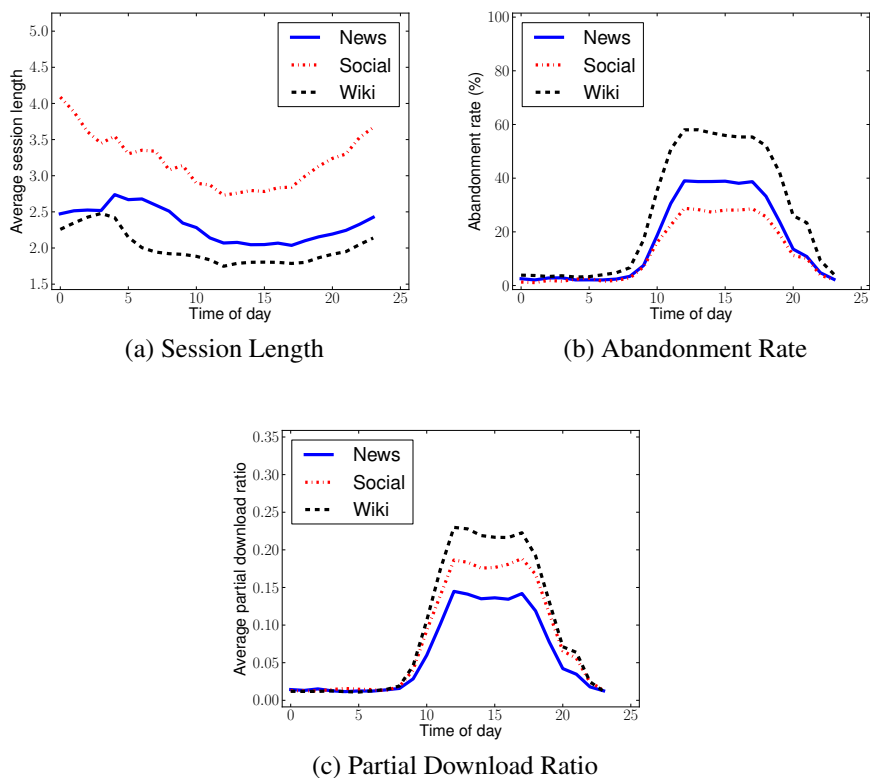 5.0
4.5
4.0
3.5
3.0
2.5
2.0
1.5
Average session length
News
Social
Wiki
0 5 10 15 20 25
Time of day
(a) Session Length
100
80
60
40
20
0
Abandonment rate (%)
News
Social
Wiki
0 5 10 15 20 25
Time of day
(b) Abandonment Rate
0.35
0.30
0.25
0.20
0.15
0.10
0.05
0.00
Average partial download ratio
News
Social
Wiki
0 5 10 15 20 25
Time of day
(c) Partial Download Ratio